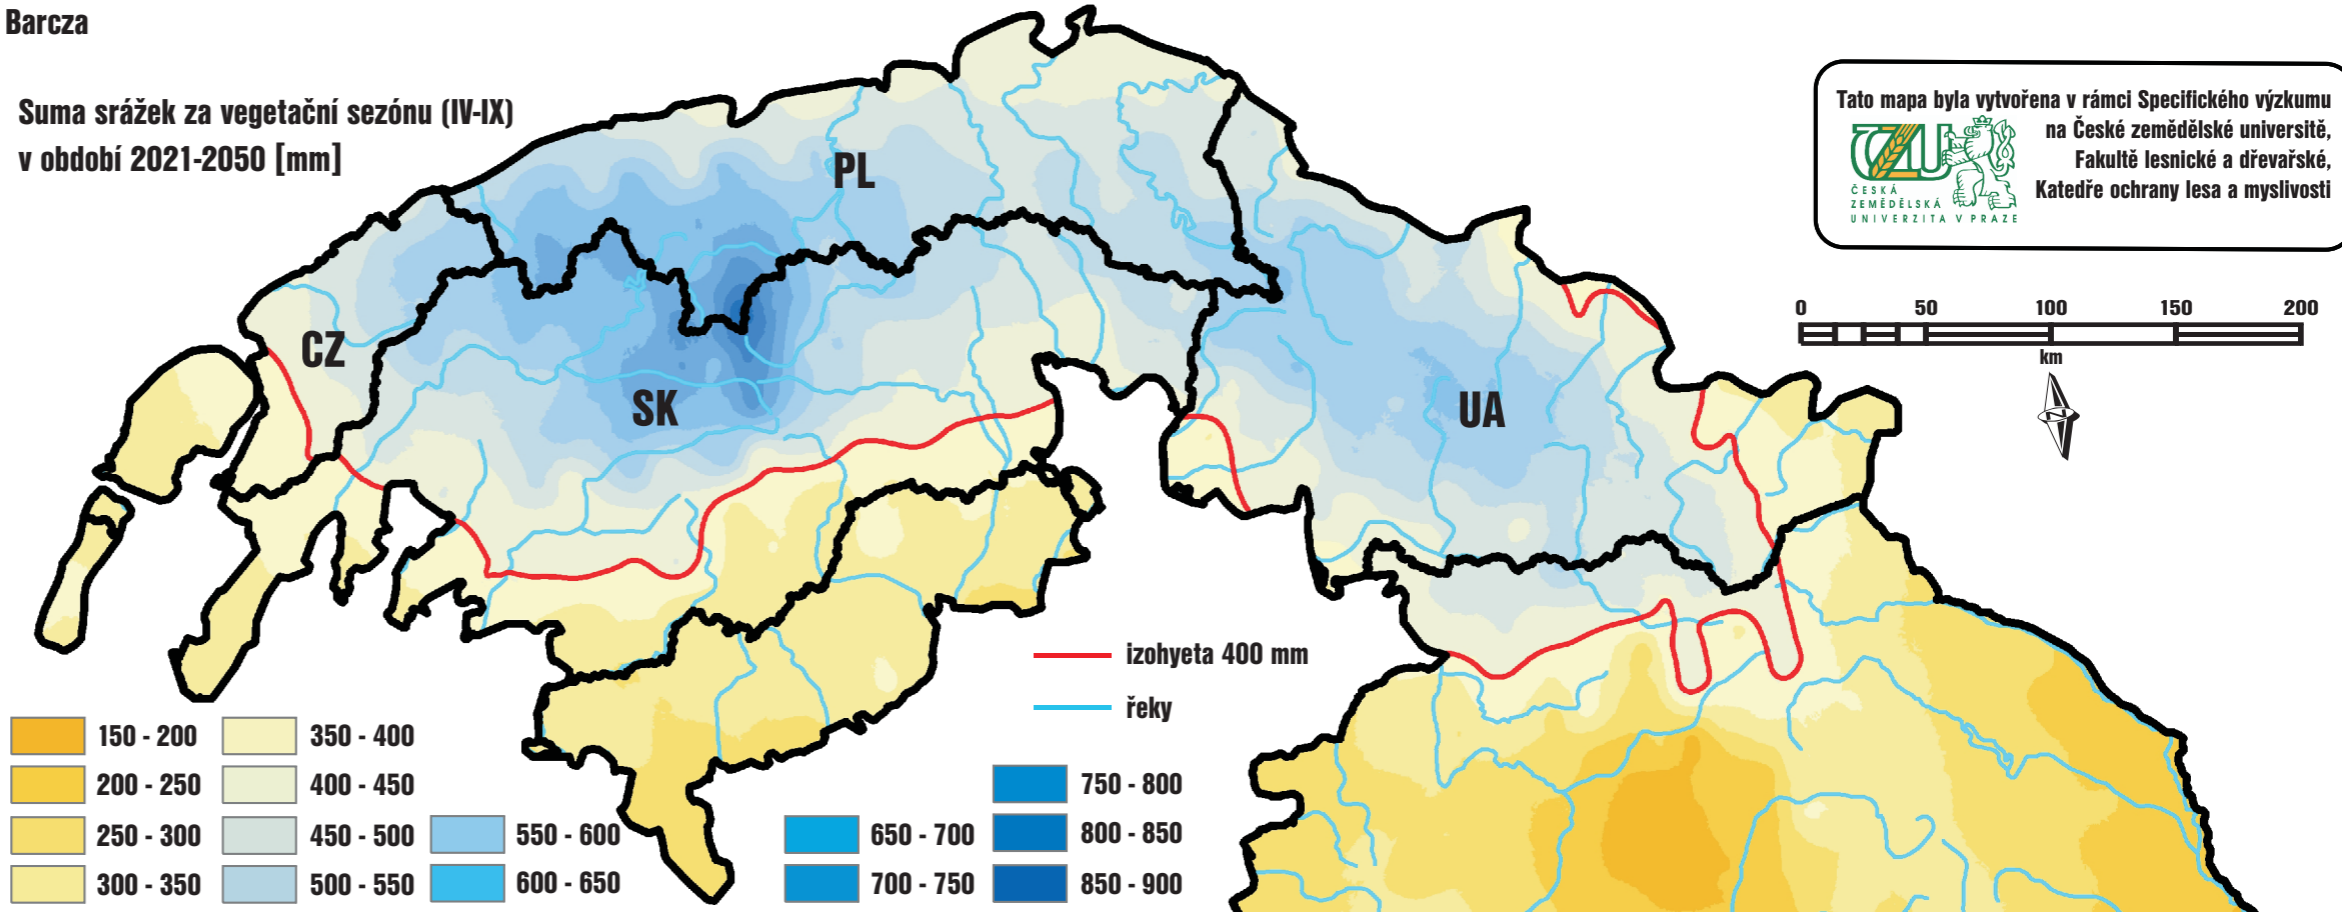 Barcza
Suma srážek za vegetační sezónu (IV-IX)
v období 2021-2050 [mm]
Tato mapa byla vytvořena v rámci Specifického výzkumu
na České zemědělské universitě,
Fakultě lesnické a dřevařské,
Katedře ochrany lesa a myslivosti
ČZU
ČESKÁ
ZEMĚDĚLSKÁ
UNIVERZITA V PRAZE
0 50 100 150 200
km
N
PL
CZ
SK
UA
izohyeta 400 mm
řeky
150 - 200
200 - 250
250 - 300
300 - 350
350 - 400
400 - 450
450 - 500
500 - 550
550 - 600
600 - 650
650 - 700
700 - 750
750 - 800
800 - 850
850 - 900